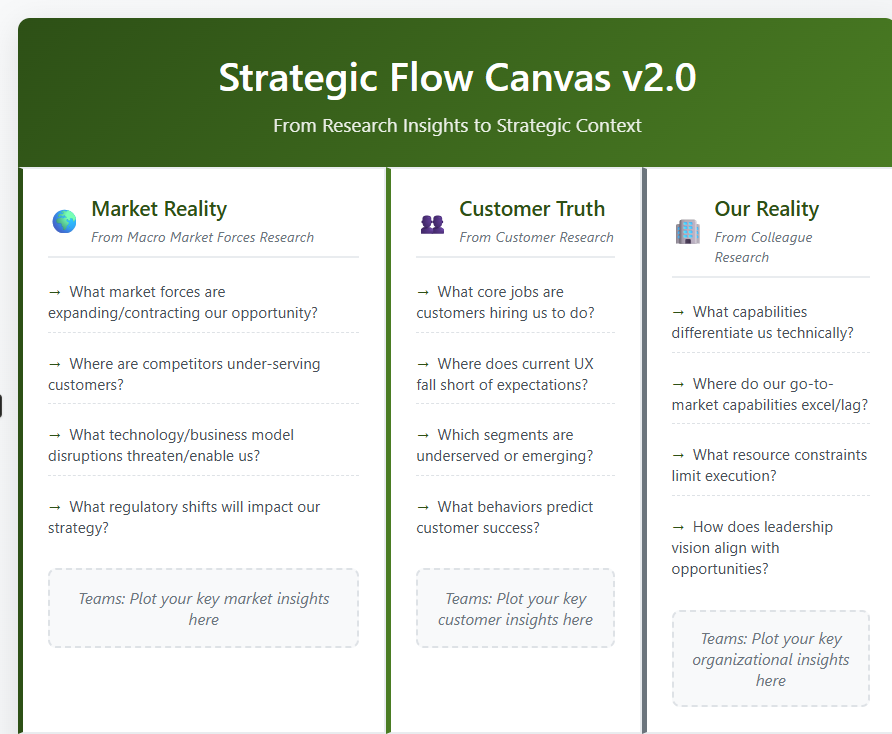 Strategic Flow Canvas v2.0
From Research Insights to Strategic Context
Market Reality
From Macro Market Forces Research
→ What market forces are
expanding/contracting our opportunity?
→ Where are competitors under-serving
customers?
→ What technology/business model
disruptions threaten/enable us?
→ What regulatory shifts will impact our
strategy?
Teams: Plot your key market insights
here
Customer Truth
From Customer Research
→ What core jobs are
customers hiring us to do?
→ Where does current UX
fall short of expectations?
→ Which segments are
underserved or emerging?
→ What behaviors predict
customer success?
Teams: Plot your key
customer insights here
Our Reality
From Colleague
Research
→ What capabilities
differentiate us technically?
→ Where do our go-to-
market capabilities excel/lag?
→ What resource constraints
limit execution?
→ How does leadership
vision align with
opportunities?
Teams: Plot your key
organizational insights
here